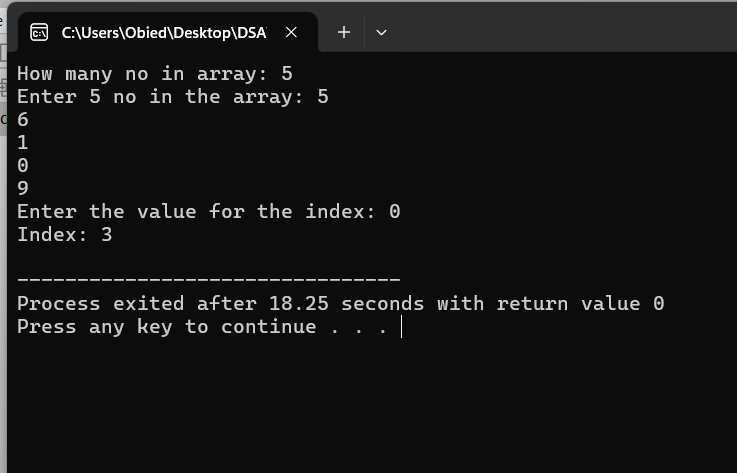 C:\Users\Obied\Desktop\DSA
How many no in array: 5
Enter 5 no in the array: 5
6
1
0
9
Enter the value for the index: 0
Index: 3
--------------------------------
Process exited after 18.25 seconds with return value 0
Press any key to continue . . .